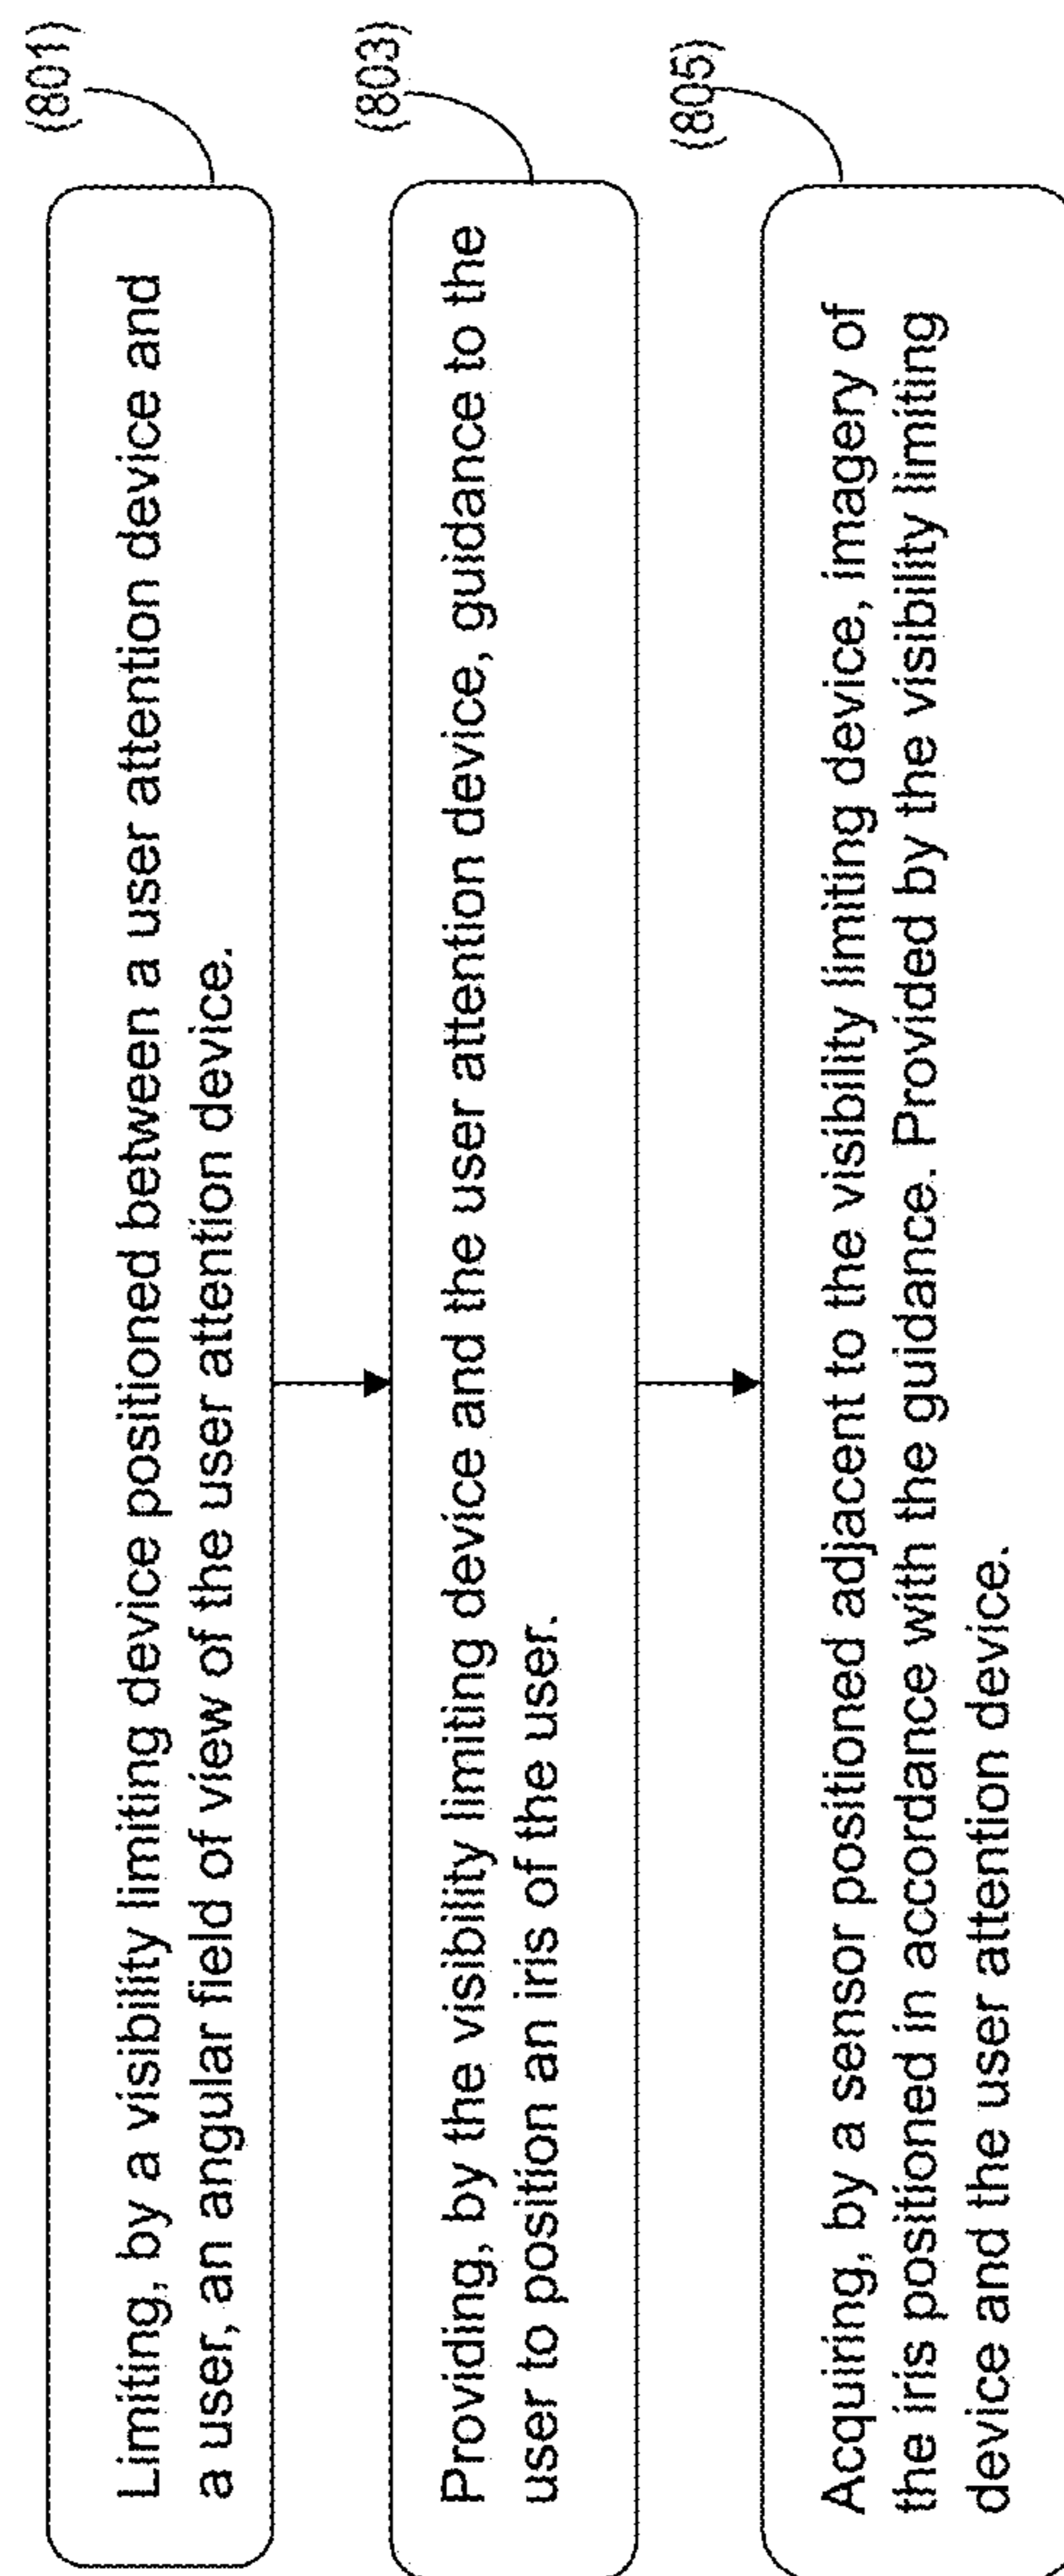 (801)
Limiting, by a visibility limiting device positioned between a user attention device and
a user, an angular field of view of the user attention device.
(803)
Providing, by the visibility limiting device and the user attention device, guidance to the
user to position an iris of the user.
(805)
Acquiring, by a sensor positioned adjacent to the visibility limiting device, imagery of
the iris positioned in accordance with the guidance. Provided by the visibility limiting
device and the user attention device.